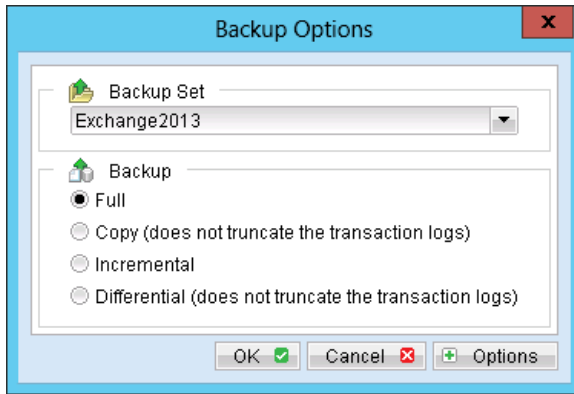 Backup Options
x
Backup Set
Exchange2013
Backup
Full
Copy (does not truncate the transaction logs)
Incremental
Differential (does not truncate the transaction logs)
OK Cancel Options